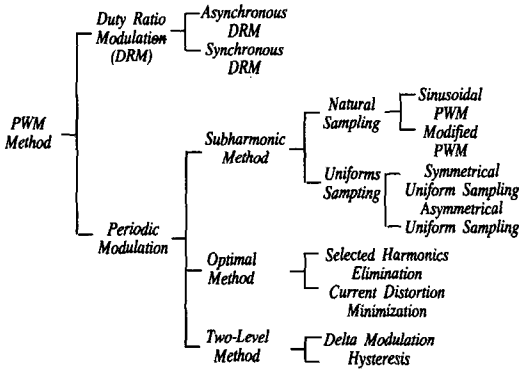 Duty Ratio
Modulation
(DRM)
Asynchronous
DRM
Synchronous
DRM
PWM
Method
Periodic
Modulation
Subharmonic
Method
Natural
Sampling
Sinusoidal
PWM
Modified
PWM
Uniforms
Sampting
Symmetrical
Uniform Sampling
Asymmetrical
Uniform Sampling
Optimal
Method
Selected Harmonics
Elimination
Current Distortion
Minimization
Two-Level
Method
Delta Modulation
Hysteresis